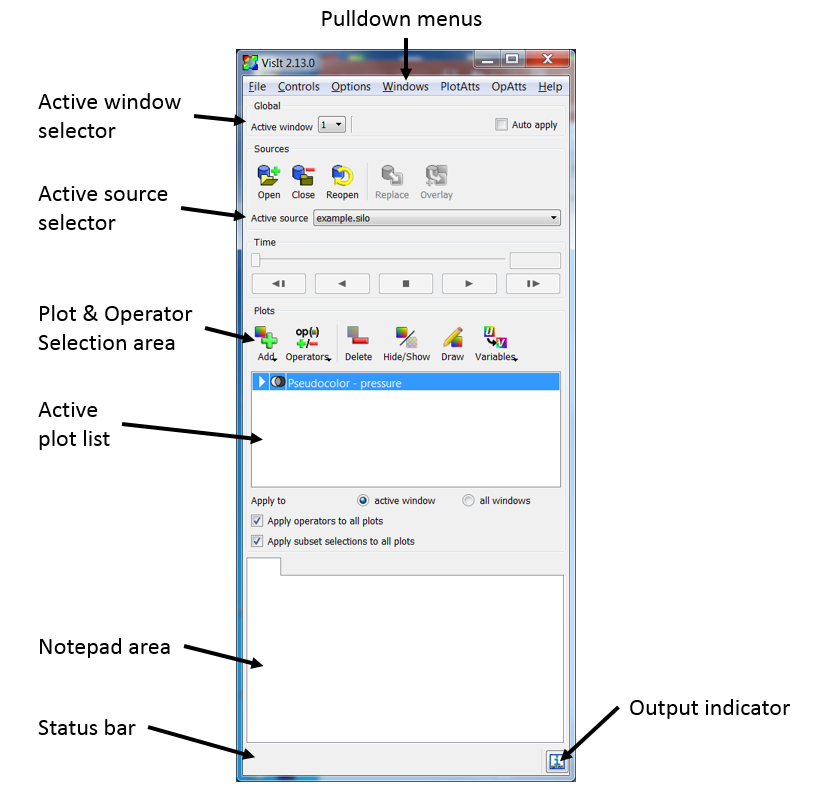 Pulldown menus
VisIt 2.13.0
File Controls Options Windows PlotAtts OpAtts Help
Global
Active window
selector
Active window 1 Auto apply
Sources
Open Close Reopen Replace Overlay
Active source
selector
Active source example.silo
Time
Plots
Plot & Operator
Selection area
op(u)
+/-
u
v
Add Operators Delete Hide/Show Draw Variables
Pseudocolor - pressure
Active
plot list
Apply to active window all windows
Apply operators to all plots
Apply subset selections to all plots
Notepad area
Output indicator
Status bar